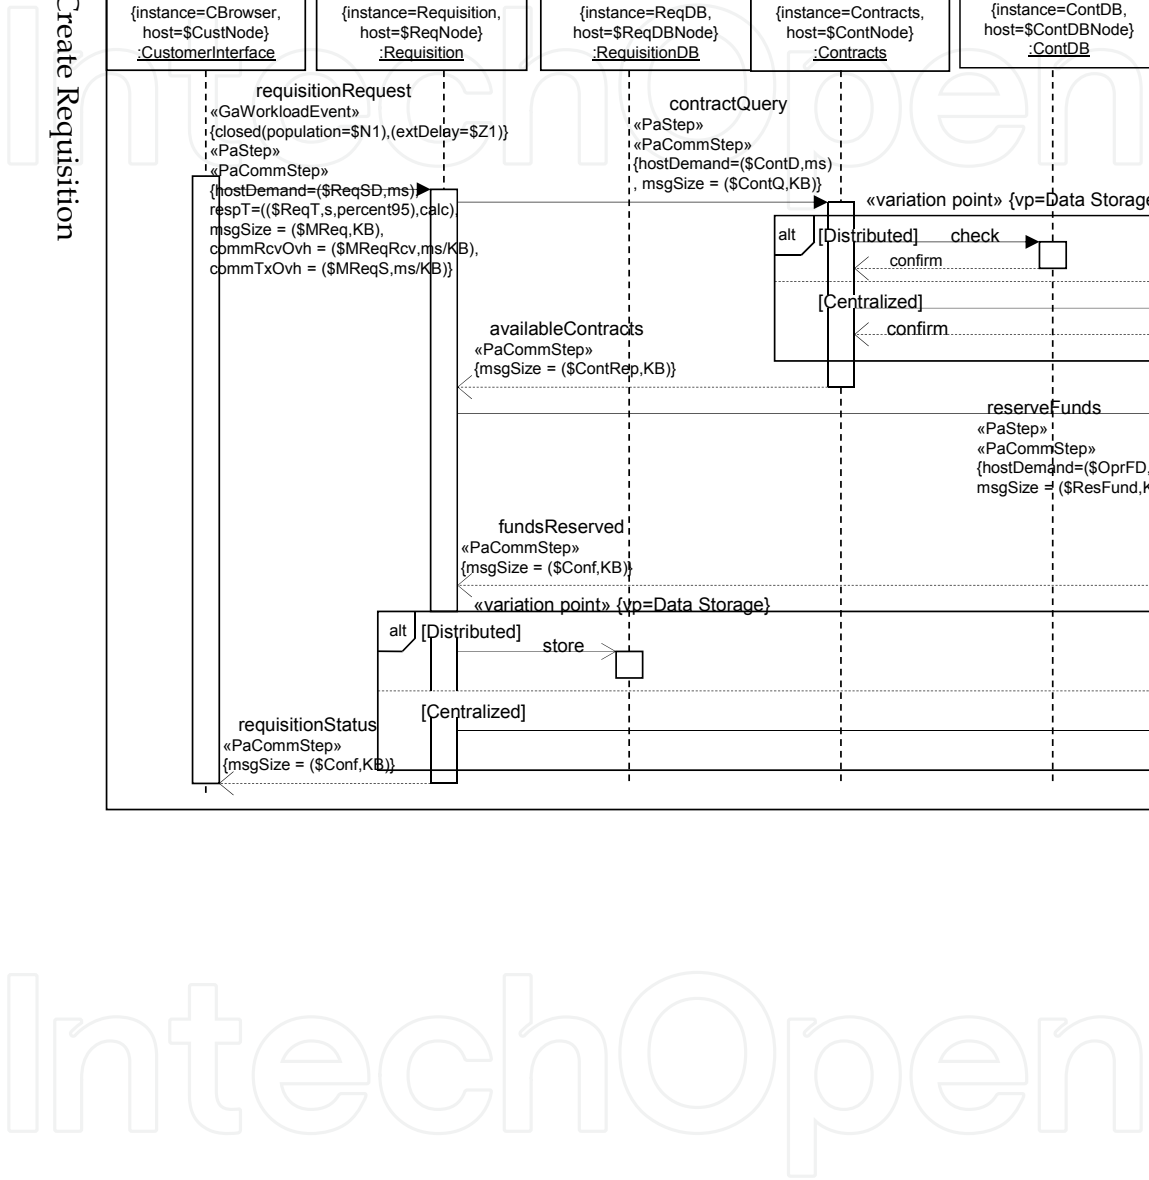 Create Requisition
{instance=CBrowser,
host=$CustNode}
:CustomerInterface
{instance=Requisition,
host=$ReqNode}
:Requisition
{instance=ReqDB,
host=$ReqDBNode}
:RequisitionDB
{instance=Contracts,
host=$ContNode}
:Contracts
{instance=ContDB,
host=$ContDBNode}
:ContDB
requisitionRequest
«GaWorkloadEvent»
{closed(population=$N1),(extDelay=$Z1)}
«PaStep»
«PaCommStep»
{hostDemand=($ReqSD,ms),
respT=(($ReqT,s,percent95),calc),
msgSize = ($MReq,KB),
commRcvOvh = ($MReqRcv,ms/KB),
commTxOvh = ($MReqS,ms/KB)}
contractQuery
«PaStep»
«PaCommStep»
{hostDemand=($ContD,ms)
, msgSize = ($ContQ,KB)}
«variation point» {vp=Data Storage
alt
[Distributed]
check
confirm
[Centralized]
confirm
availableContracts
«PaCommStep»
{msgSize = ($ContRep,KB)}
reserveFunds
«PaStep»
«PaCommStep»
{hostDemand=($OprFD,
msgSize = ($ResFund,K
fundsReserved
«PaCommStep»
{msgSize = ($Conf,KB)}
«variation point» {vp=Data Storage}
alt
[Distributed]
store
[Centralized]
requisitionStatus
«PaCommStep»
{msgSize = ($Conf,KB)}
IntechOpen
IntechOpen